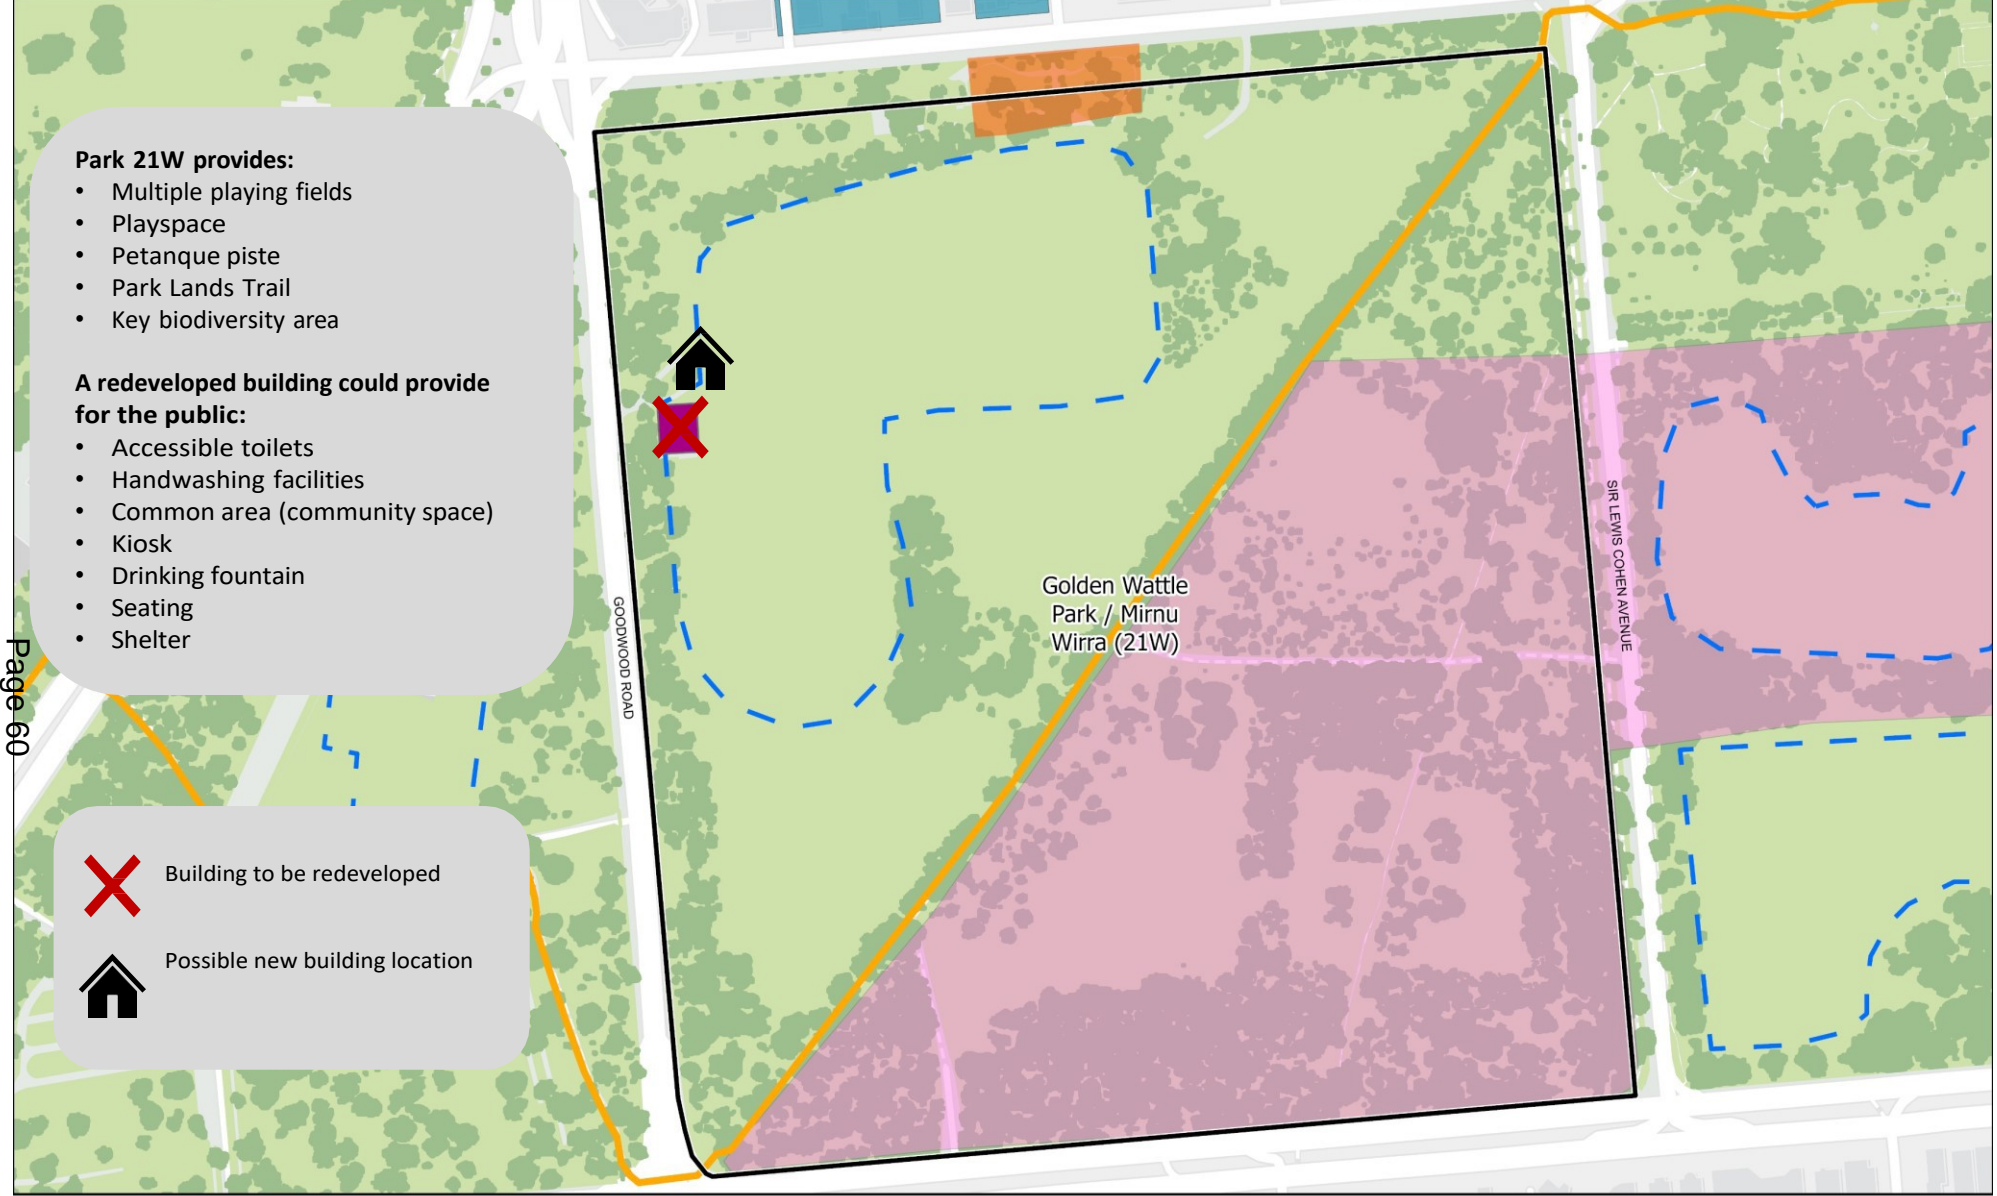 Park 21W provides:
• Multiple playing fields
• Playspace
• Petanque piste
• Park Lands Trail
• Key biodiversity area
A redeveloped building could provide
for the public:
• Accessible toilets
• Handwashing facilities
• Common area (community space)
• Kiosk
• Drinking fountain
• Seating
• Shelter
Page 60
Building to be redeveloped
Possible new building location
GOODWOOD ROAD
Golden Wattle
Park / Mirnu
Wirra (21W)
SIR LEWIS COHEN AVENUE